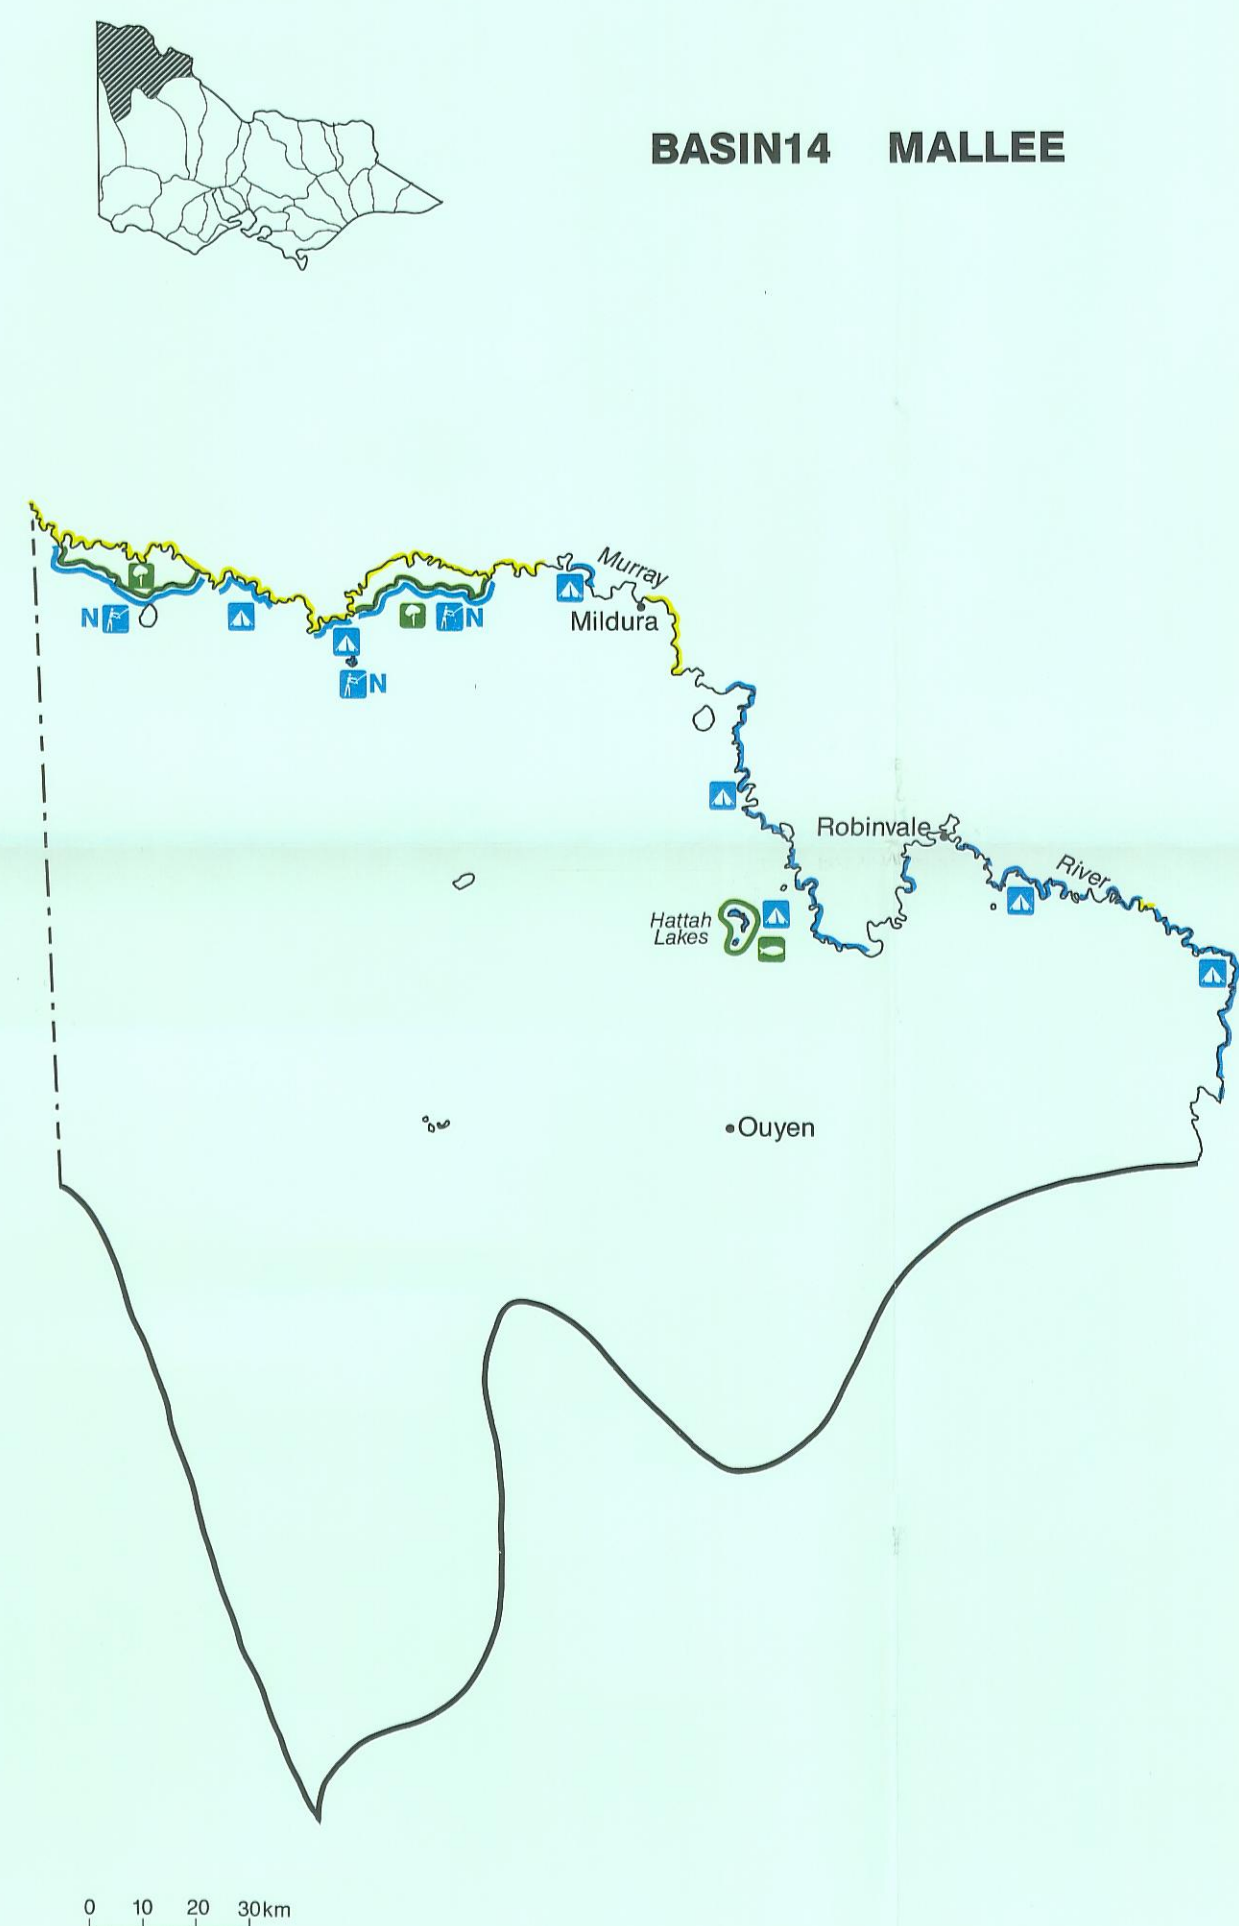 BASIN14 MALLEE
Murray
Mildura
N
N
N
Robinvale
River
Hattah
Lakes
Ouyen
0 10 20 30km